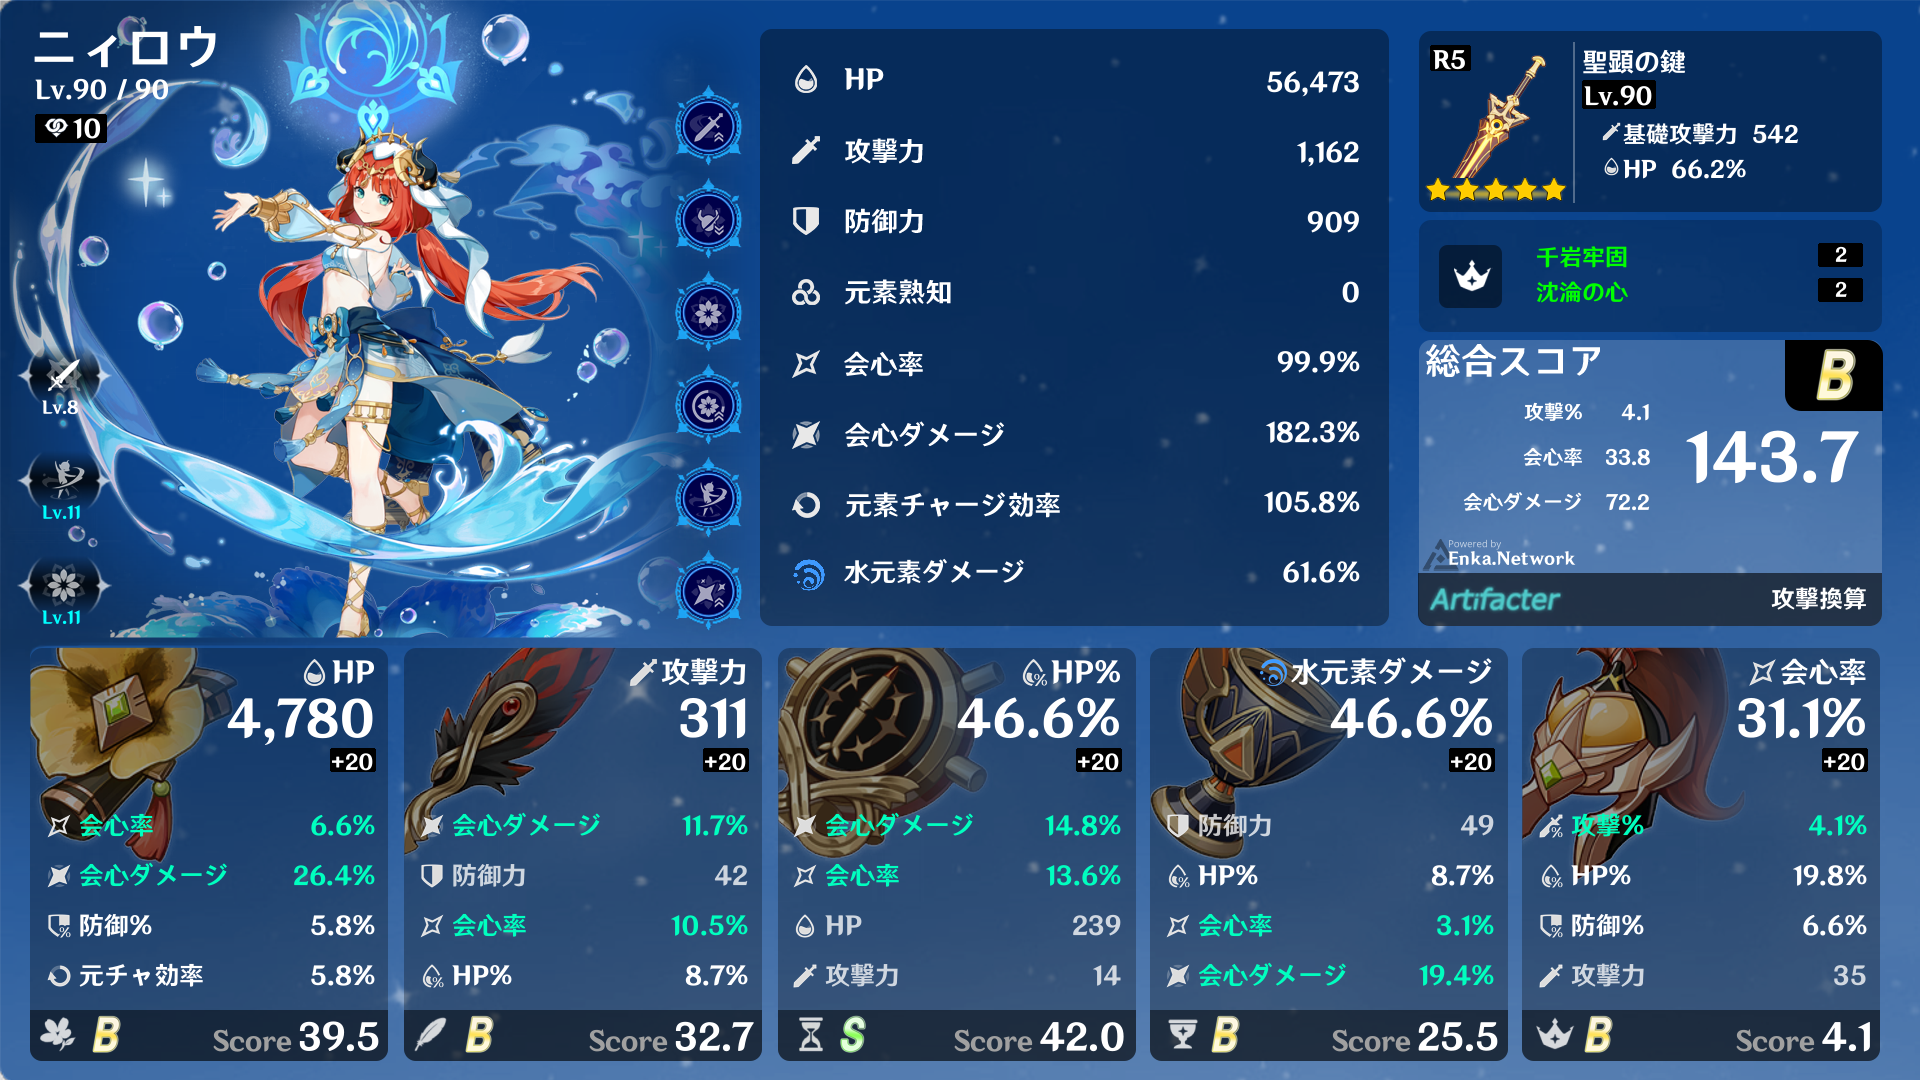 ニィロウ
Lv.90 / 90
10
Lv.8
Lv.11
Lv.11
HP 56,473
攻撃力 1,162
防御力 909
元素熟知 0
会心率 99.9%
会心ダメージ 182.3%
元素チャージ効率 105.8%
水元素ダメージ 61.6%
R5
聖顕の鍵
Lv.90
基礎攻撃力 542
HP 66.2%
千岩牢固 2
沈淪の心 2
総合スコア
B
攻撃% 4.1
会心率 33.8
会心ダメージ 72.2
143.7
Powered by
Enka.Network
Artifacter 攻撃換算
HP
4,780
+20
会心率 6.6%
会心ダメージ 26.4%
防御% 5.8%
元チャ効率 5.8%
B Score 39.5
攻撃力
311
+20
会心ダメージ 11.7%
防御力 42
会心率 10.5%
HP% 8.7%
B Score 32.7
HP%
46.6%
+20
会心ダメージ 14.8%
会心率 13.6%
HP 239
攻撃力 14
S Score 42.0
水元素ダメージ
46.6%
+20
防御力 49
HP% 8.7%
会心率 3.1%
会心ダメージ 19.4%
B Score 25.5
会心率
31.1%
+20
攻撃% 4.1%
HP% 19.8%
防御% 6.6%
攻撃力 35
B Score 4.1